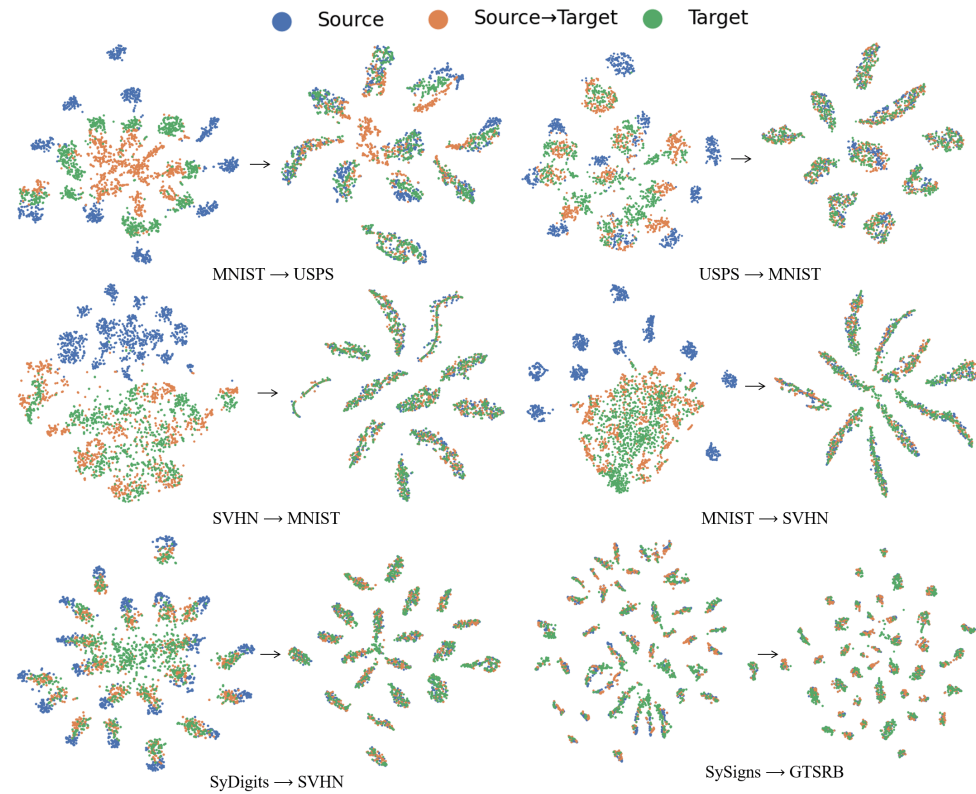 Source Source→Target Target
MNIST → USPS
USPS → MNIST
SVHN → MNIST
MNIST → SVHN
SyDigits → SVHN
SySigns → GTSRB